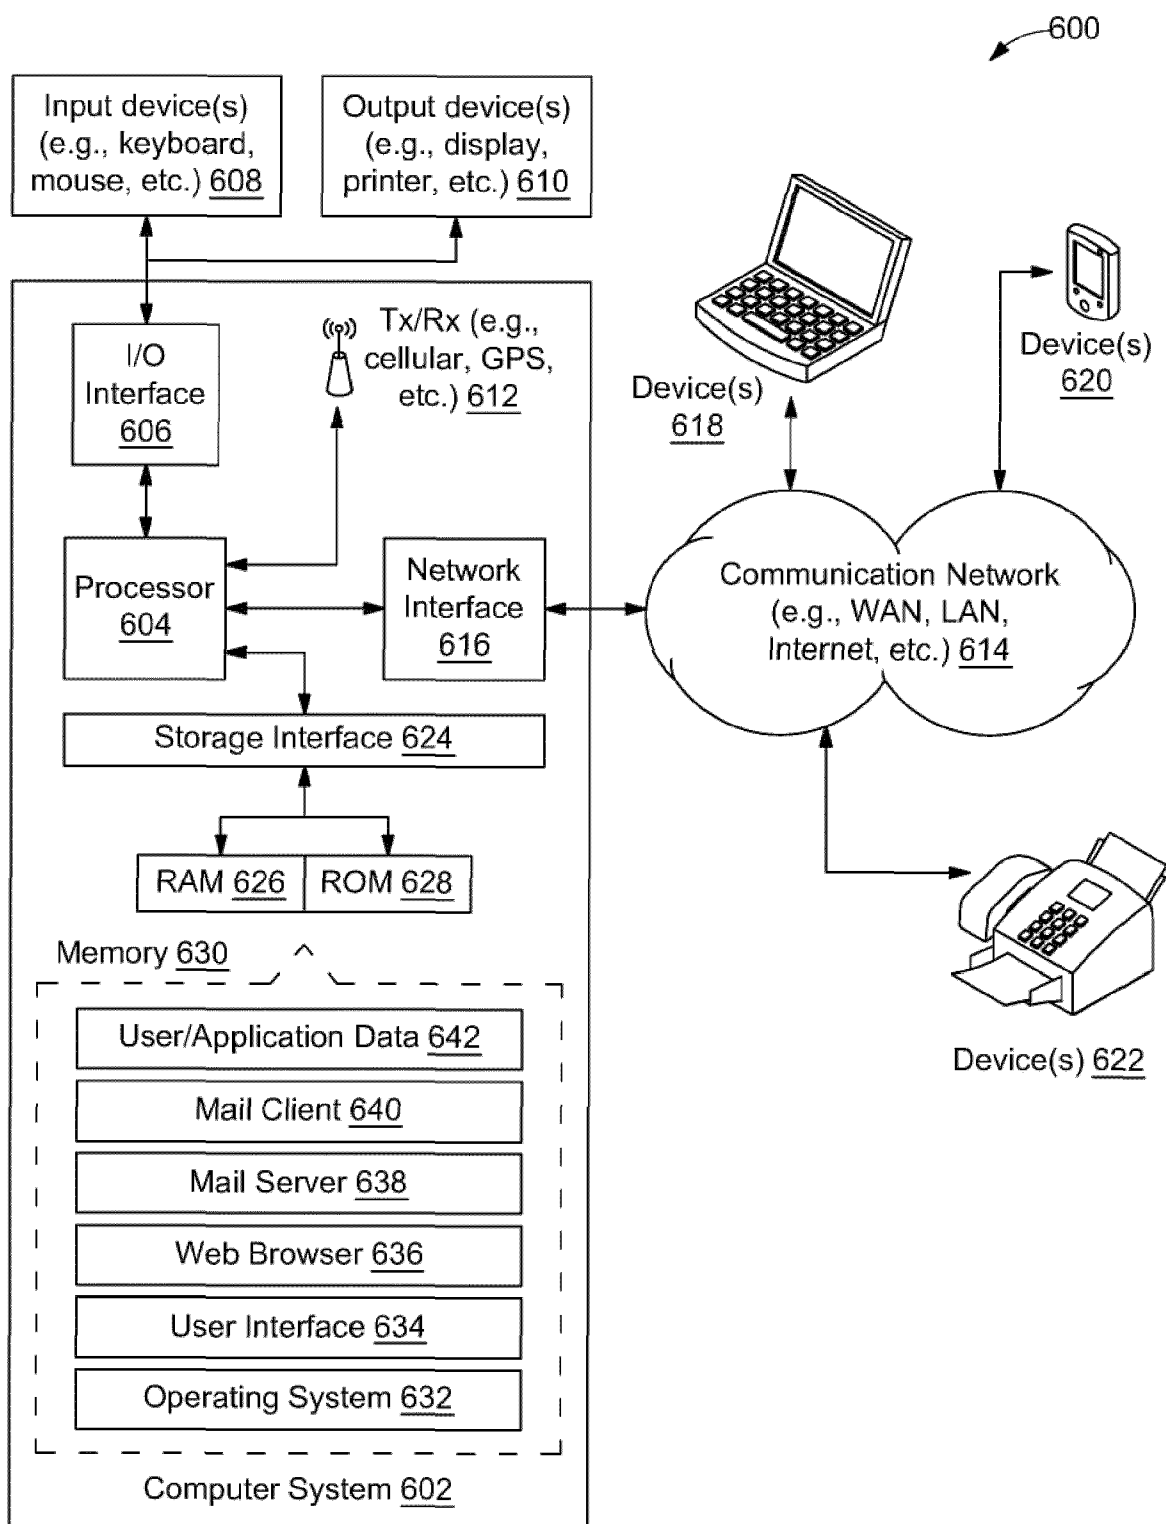 600
Input device(s)
(e.g., keyboard,
mouse, etc.) 608
Output device(s)
(e.g., display,
printer, etc.) 610
I/O
Interface
606
Tx/Rx (e.g.,
cellular, GPS,
etc.) 612
Device(s)
618
Device(s)
620
Processor
604
Network
Interface
616
Communication Network
(e.g., WAN, LAN,
Internet, etc.) 614
Storage Interface 624
RAM 626
ROM 628
Memory 630
User/Application Data 642
Mail Client 640
Mail Server 638
Web Browser 636
User Interface 634
Operating System 632
Computer System 602
Device(s) 622